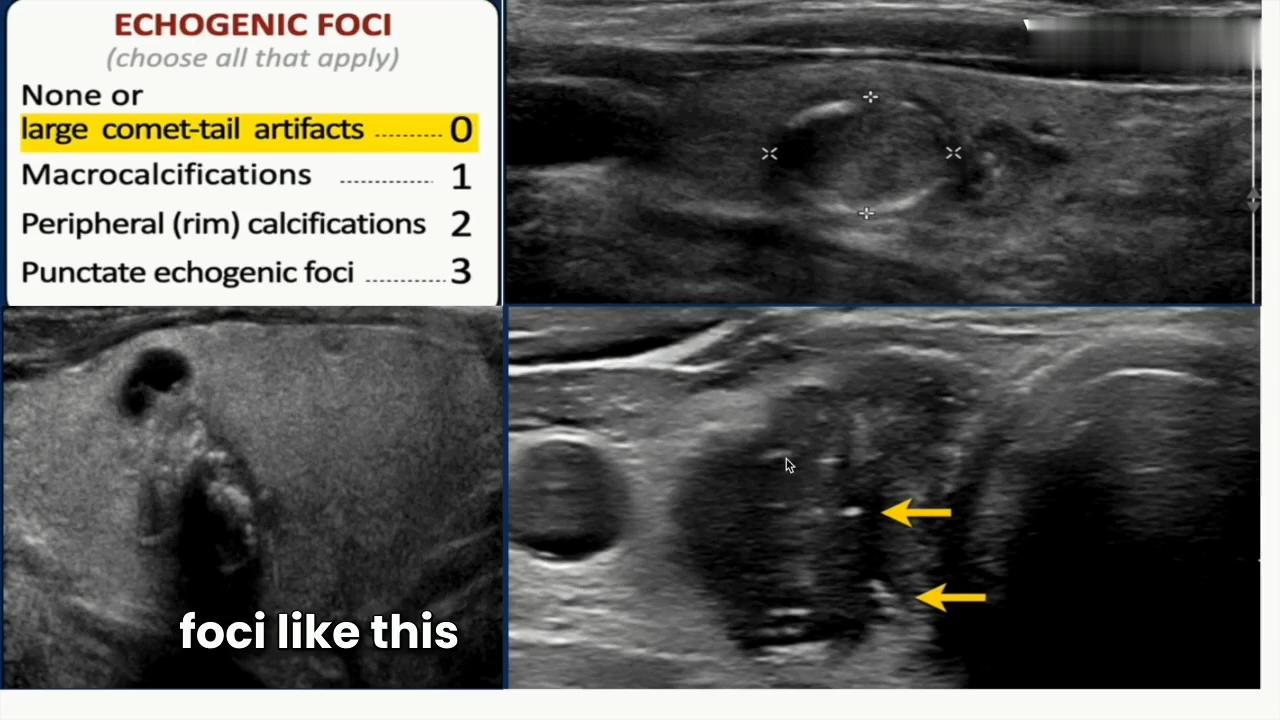 ECHOGENIC FOCI
(choose all that apply)
None or
large comet-tail artifacts ........... 0
Macrocalcifications ............... 1
Peripheral (rim) calcifications 2
Punctate echogenic foci ............. 3
foci like this